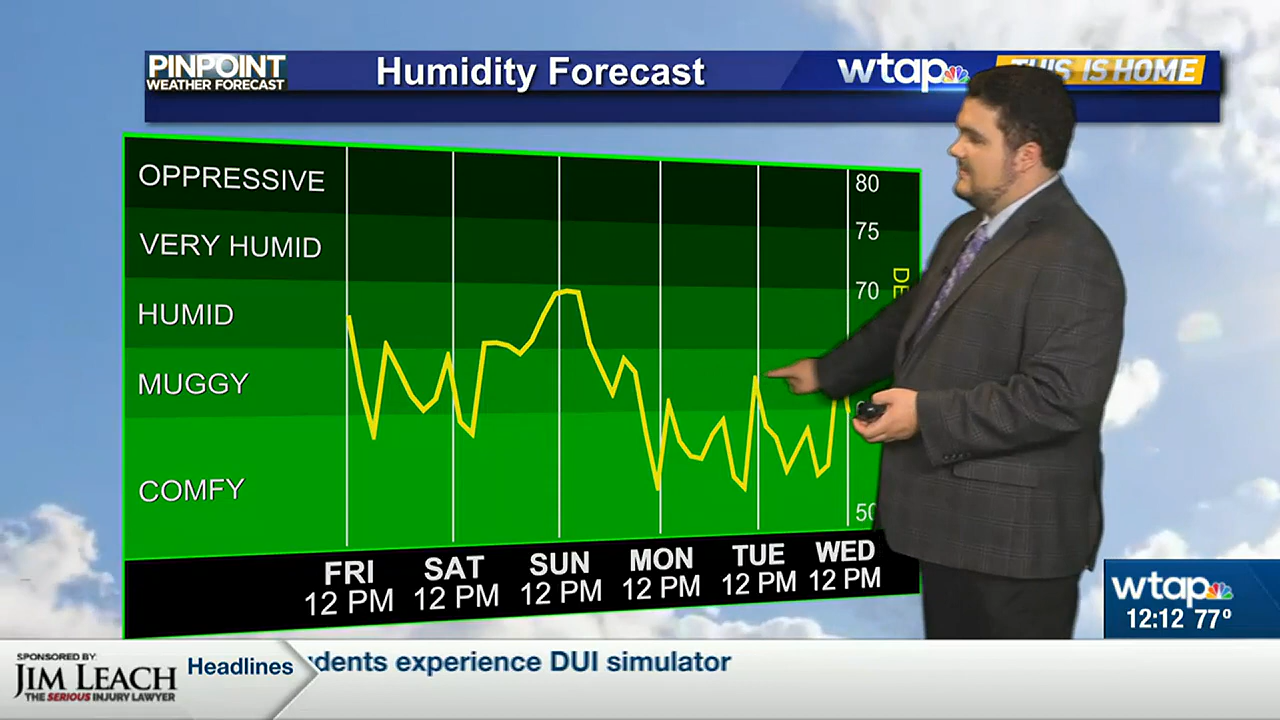 PINPOINT
WEATHER FORECAST
Humidity Forecast
wtap
THIS IS HOME
OPPRESSIVE
VERY HUMID
HUMID
MUGGY
COMFY
80
75
70
50
DE
FRI
12 PM
SAT
12 PM
SUN
12 PM
MON
12 PM
TUE
12 PM
WED
12 PM
wtap
12:12 77°
SPONSORED BY:
JIM LEACH
THE SERIOUS INJURY LAWYER
Headlines
udents experience DUI simulator